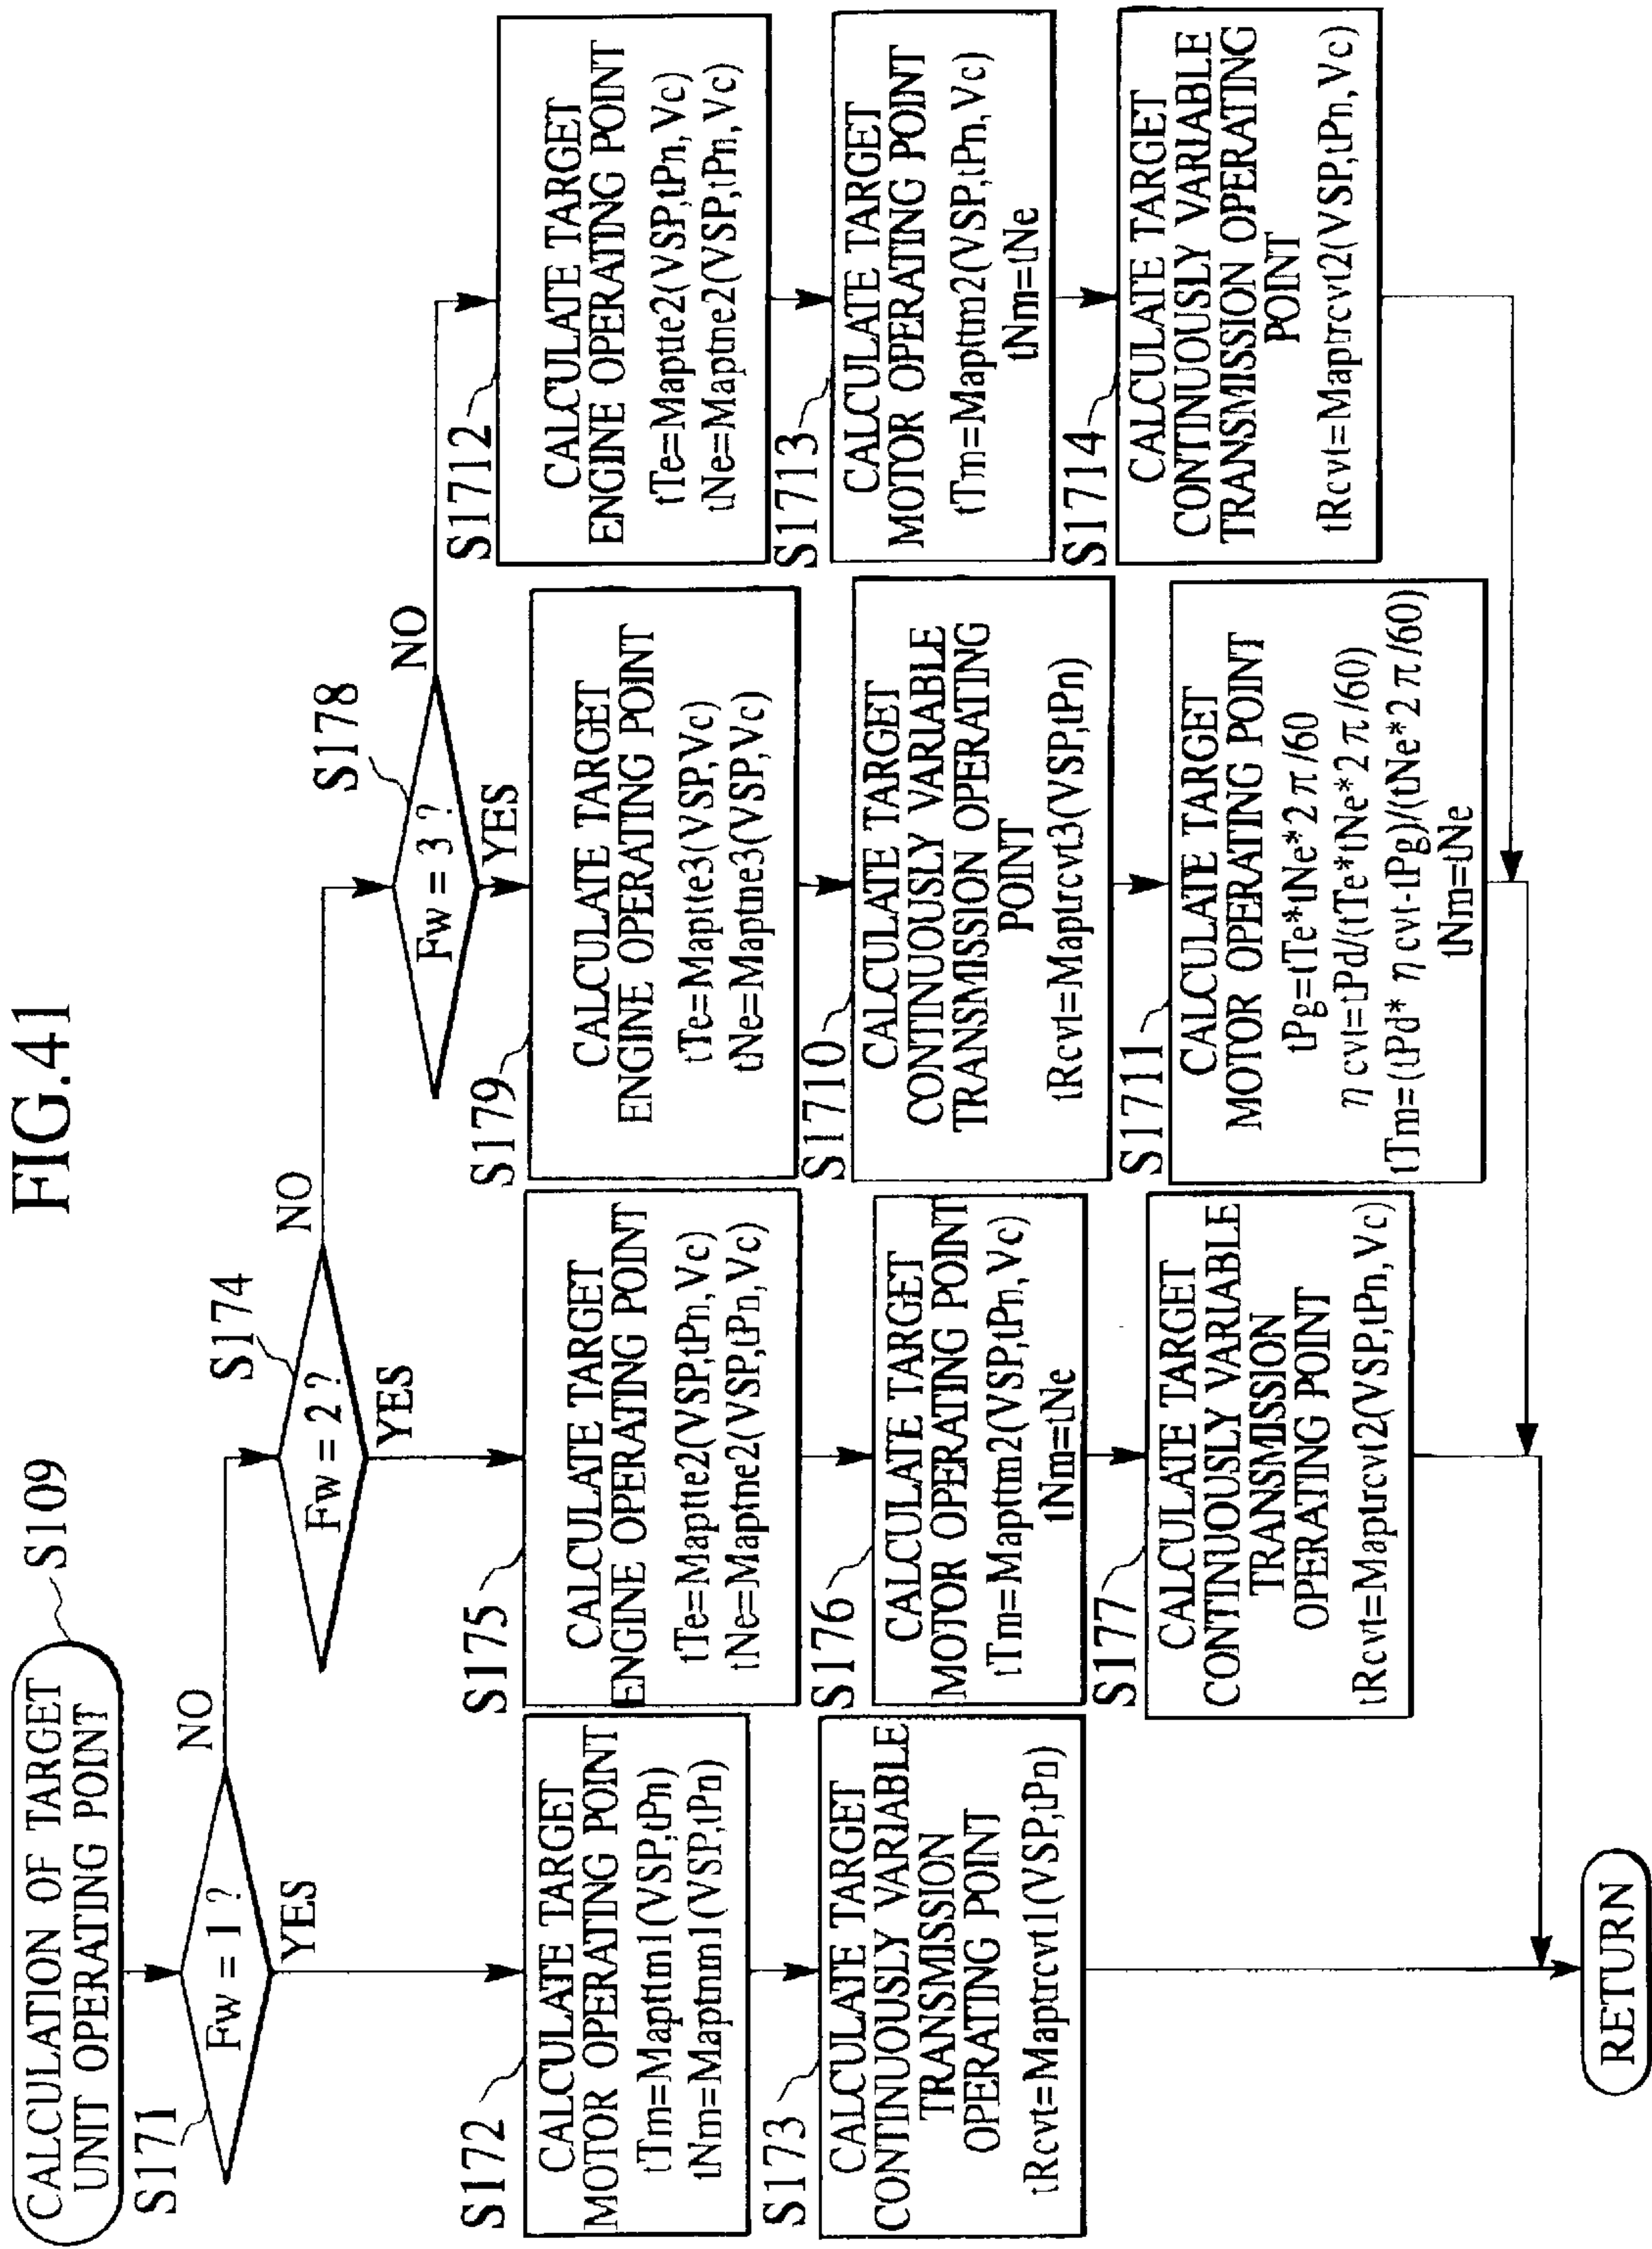 FIG.41
CALCULATION OF TARGET
UNIT OPERATING POINT
S109
S171
Fw = 1 ?
NO
YES
S172
CALCULATE TARGET
MOTOR OPERATING POINT
tTm=Mapttm1(VSP,tPn)
tNm=Maptnm1(VSP,tPn)
S173
CALCULATE TARGET
CONTINUOUSLY VARIABLE
TRANSMISSION
OPERATING POINT
tRcvt=Maptrcvt1(VSP,tPn)
S174
Fw = 2 ?
NO
YES
S175
CALCULATE TARGET
ENGINE OPERATING POINT
tTe=Maptte2(VSP,tPn,Vc)
tNe=Maptne2(VSP,tPn,Vc)
S176
CALCULATE TARGET
MOTOR OPERATING POINT
tTm=Mapttm2(VSP,tPn,Vc)
tNm=tNe
S177
CALCULATE TARGET
CONTINUOUSLY VARIABLE
TRANSMISSION
OPERATING POINT
tRcvt=Maptrcvt2(VSP,tPn,Vc)
S178
Fw = 3 ?
NO
YES
S179
CALCULATE TARGET
ENGINE OPERATING POINT
tTe=Maptte3(VSP,Vc)
tNe=Maptne3(VSP,Vc)
S1710
CALCULATE TARGET
CONTINUOUSLY VARIABLE
TRANSMISSION OPERATING
POINT
tRcvt=Maptrcvt3(VSP,tPn)
S1711
CALCULATE TARGET
MOTOR OPERATING POINT
tPg=tTe*tNe*2π/60
η cvt=tPd/(tTe*tNe*2π/60)
tTm=(tPd* η cvt-tPg)/(tNe*2π/60)
tNm=tNe
S1712
CALCULATE TARGET
ENGINE OPERATING POINT
tTe=Maptte2(VSP,tPn,Vc)
tNe=Maptne2(VSP,tPn,Vc)
S1713
CALCULATE TARGET
MOTOR OPERATING POINT
tTm=Mapttm2(VSP,tPn,Vc)
tNm=tNe
S1714
CALCULATE TARGET
CONTINUOUSLY VARIABLE
TRANSMISSION OPERATING
POINT
tRcvt=Maptrcvt2(VSP,tPn,Vc)
RETURN